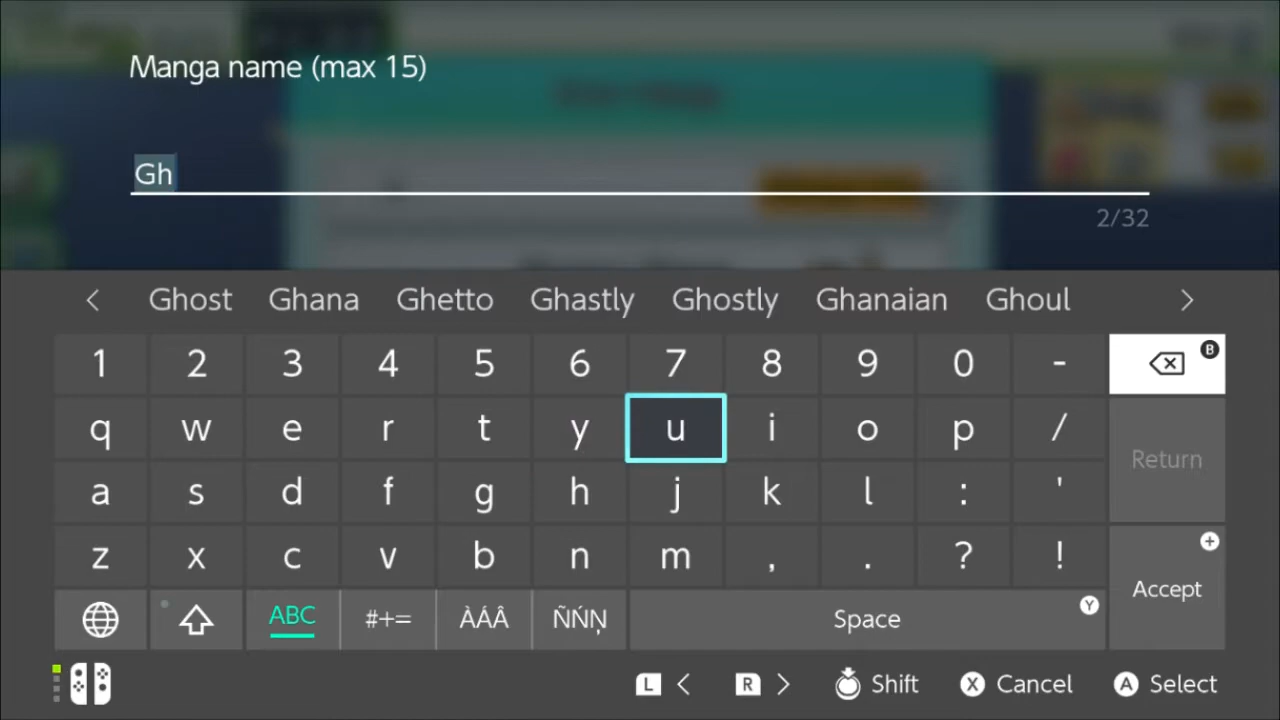 Manga name (max 15)
Gh
2/32
< Ghost Ghana Ghetto Ghastly Ghostly Ghanaian Ghoul >
1 2 3 4 5 6 7 8 9 0 - B
q w e r t y u i o p /
Return
a s d f g h j k l : '
z x c v b n m , . ? ! +
Accept
ABC #+= ÀÁÂ ÑŃŅ Space Y
L < R > Shift X Cancel A Select